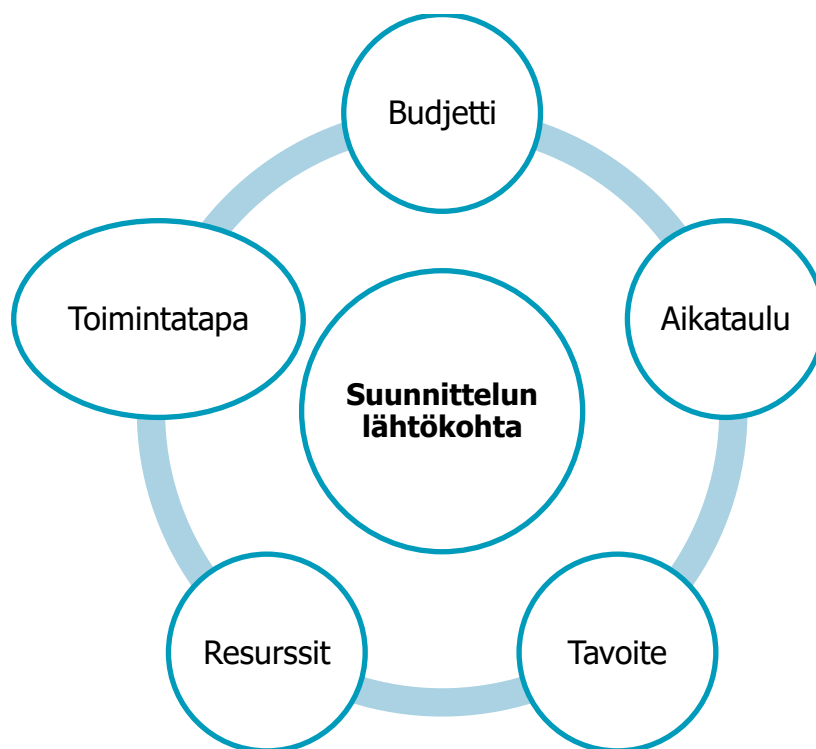 Budjetti
Toimintatapa
Aikataulu
Suunnittelun
lähtökohta
Resurssit
Tavoite